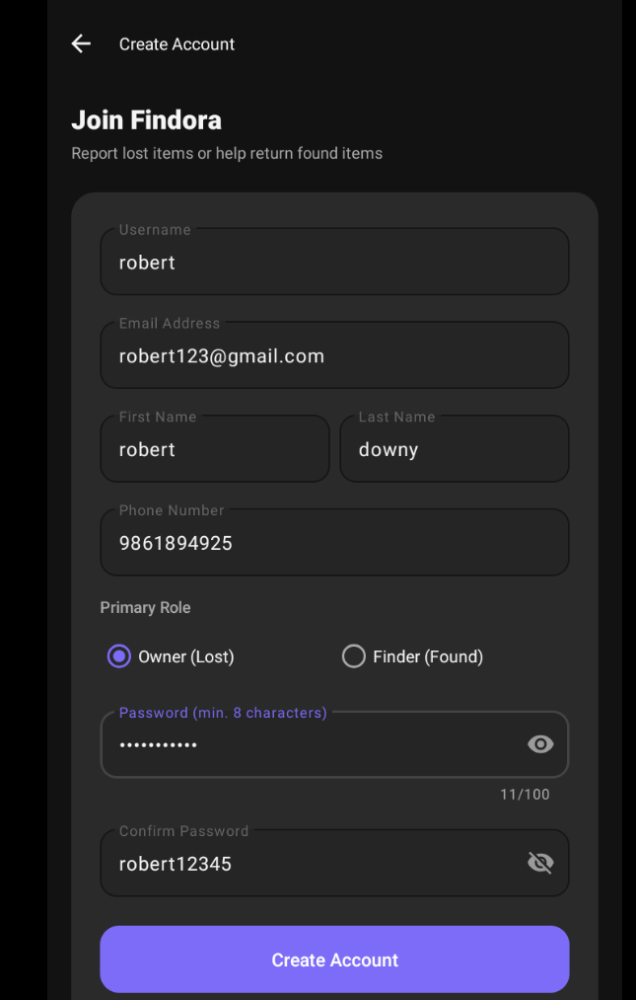 Create Account
Join Findora
Report lost items or help return found items
Username
robert
Email Address
robert123@gmail.com
First Name
Last Name
robert
downy
Phone Number
9861894925
Primary Role
Owner (Lost)
Finder (Found)
Password (min. 8 characters)
•••••••••••
11/100
Confirm Password
robert12345
Create Account